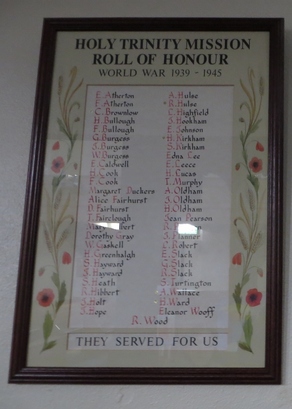 HOLY TRINITY MISSION
ROLL OF HONOUR
WORLD WAR 1939 - 1945
E. Atherton
F. Atherton
C. Brownlow
H. Bullough
F. Bullough
G. Burgess
S. Burgess
W. Burgess
E. Caldwell
H. Cook
F. Cook
Margaret Duckers
Alice Fairhurst
D. Fairhurst
T. Fairclough
Dorothy Gray
W. Gaskell
H. Greenhalgh
S. Hayward
S. Hayward
S. Heath
A. Hibbert
S. Holt
S. Hope
A. Hulse
R. Hulse
E. Highfield
S. Hookham
E. Johnson
H. Kirkham
S. Kirkham
Edna Lee
E. Leece
H. Lucas
T. Murphy
A. Oldham
S. Oldham
H. Oldham
Jean Pearson
S. Planner
C. Robert
E. Slack
G. Slack
R. Slack
S. Turtington
A. Wallace
H. Ward
Eleanor Wooff
R. Wood
THEY SERVED FOR US